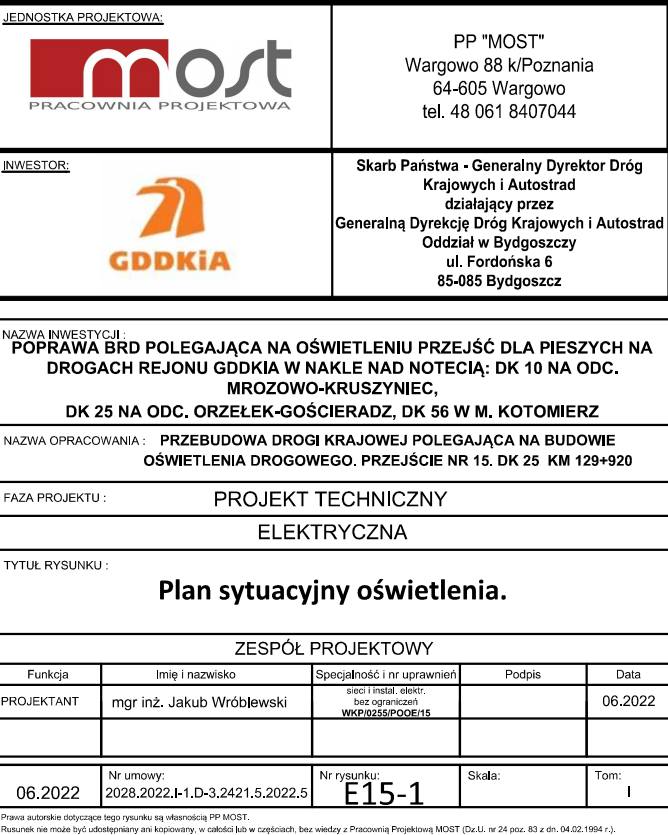 JEDNOSTKA PROJEKTOWA:
most
PRACOWNIA PROJEKTOWA
PP "MOST"
Wargowo 88 k/Poznania
64-605 Wargowo
tel. 48 061 8407044
INWESTOR:
GDDKiA
Skarb Państwa - Generalny Dyrektor Dróg
Krajowych i Autostrad
działający przez
Generalną Dyrekcję Dróg Krajowych i Autostrad
Oddział w Bydgoszczy
ul. Fordońska 6
85-085 Bydgoszcz
NAZWA INWESTYCJI :
POPRAWA BRD POLEGAJĄCA NA OŚWIETLENIU PRZEJŚĆ DLA PIESZYCH NA
DROGACH REJONU GDDKIA W NAKLE NAD NOTECIĄ: DK 10 NA ODC.
MROZOWO-KRUSZYNIEC,
DK 25 NA ODC. ORZEŁEK-GOŚCIERADZ, DK 56 W M. KOTOMIERZ
NAZWA OPRACOWANIA : PRZEBUDOWA DROGI KRAJOWEJ POLEGAJĄCA NA BUDOWIE
OŚWIETLENIA DROGOWEGO. PRZEJŚCIE NR 15. DK 25 KM 129+920
FAZA PROJEKTU : PROJEKT TECHNICZNY
ELEKTRYCZNA
TYTUŁ RYSUNKU :
Plan sytuacyjny oświetlenia.
ZESPÓŁ PROJEKTOWY
Funkcja Imię i nazwisko Specjalność i nr uprawnień Podpis Data
PROJEKTANT mgr inż. Jakub Wróblewski sieci i instal. elektr.
bez ograniczeń
WKP/0255/POOE/15
06.2022
06.2022
Nr umowy:
2028.2022.I-1.D-3.2421.5.2022.5
Nr rysunku:
E15-1
Skala:
Tom:
I
Prawa autorskie dotyczące tego rysunku są własnością PP MOST.
Rysunek nie może być udostępniany ani kopiowany, w całości lub w częściach, bez wiedzy z Pracownią Projektową MOST (Dz.U. nr 24 poz. 83 z dn. 04.02.1994 r.).